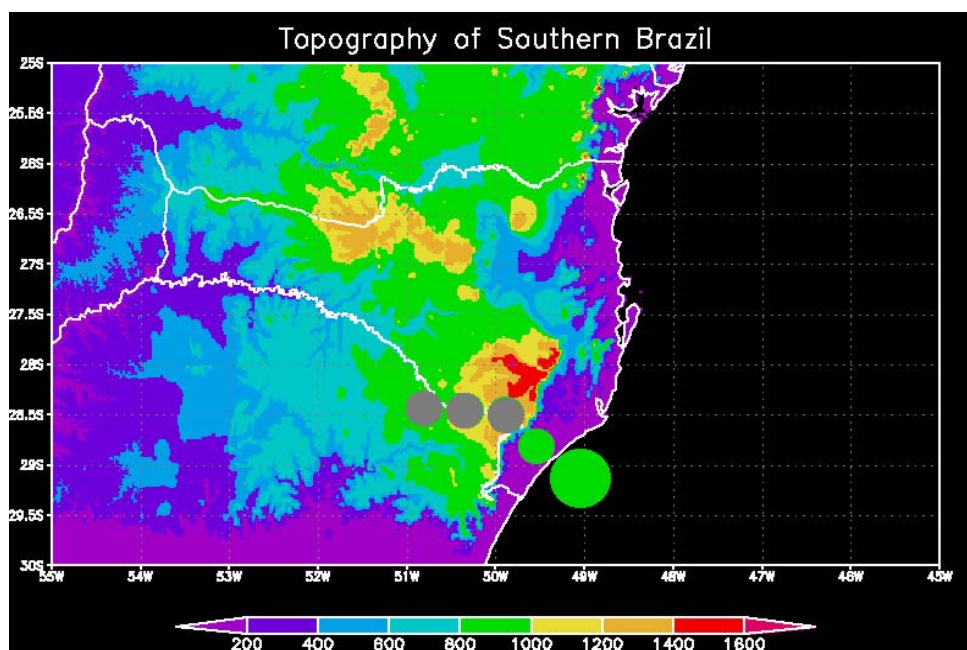 Topography of Southern Brazil
25S
25.5S
26S
26.5S
27S
27.5S
28S
28.5S
29S
29.5S
30S
55W 54W 53W 52W 51W 50W 49W 48W 47W 46W 45W
200 400 600 800 1000 1200 1400 1600